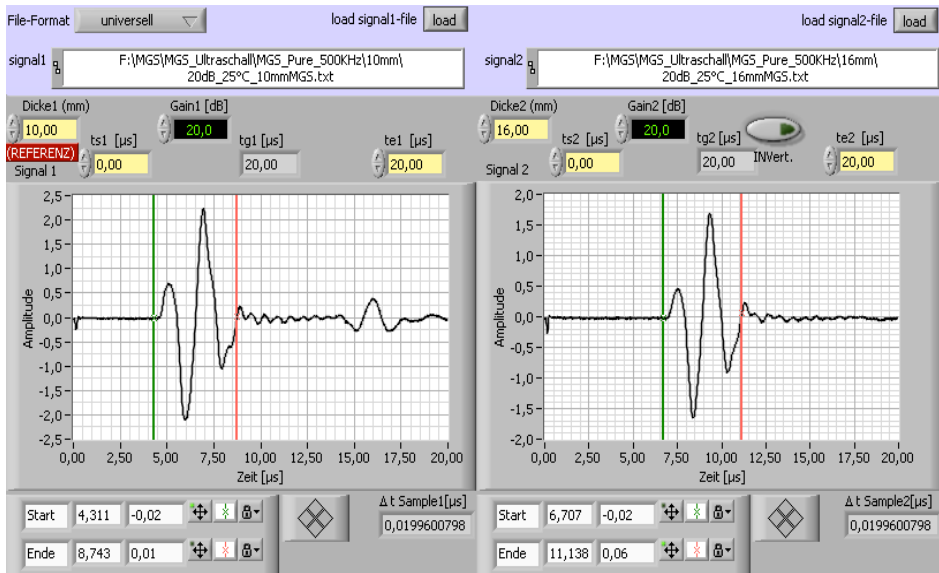 File-Format universell load signal1-file load load signal2-file load
signal1 F:\MGS\MGS_Ultraschall\MGS_Pure_500KHz\10mm\
20dB_25°C_10mmMGS.txt
signal2 F:\MGS\MGS_Ultraschall\MGS_Pure_500KHz\16mm\
20dB_25°C_16mmMGS.txt
Dicke1 (mm) Gain1 [dB]
10,00 20,0
ts1 [µs] tg1 [µs] te1 [µs]
(REFERENZ)
Signal 1 0,00 20,00 20,00
Dicke2 (mm) Gain2 [dB]
16,00 20,0
ts2 [µs] tg2 [µs] INVert. te2 [µs]
Signal 2 0,00 20,00 20,00
2,5
2,0
1,5
1,0
0,5
0,0
-0,5
-1,0
-1,5
-2,0
-2,5
Amplitude
0,00 2,50 5,00 7,50 10,00 12,50 15,00 17,50 20,00
Zeit [µs]
2,0
1,5
1,0
0,5
0,0
-0,5
-1,0
-1,5
-2,0
Amplitude
0,00 2,50 5,00 7,50 10,00 12,50 15,00 17,50 20,00
Zeit [µs]
Start 4,311 -0,02
Ende 8,743 0,01
Δ t Sample1[µs]
0,0199600798
Start 6,707 -0,02
Ende 11,138 0,06
Δ t Sample2[µs]
0,0199600798